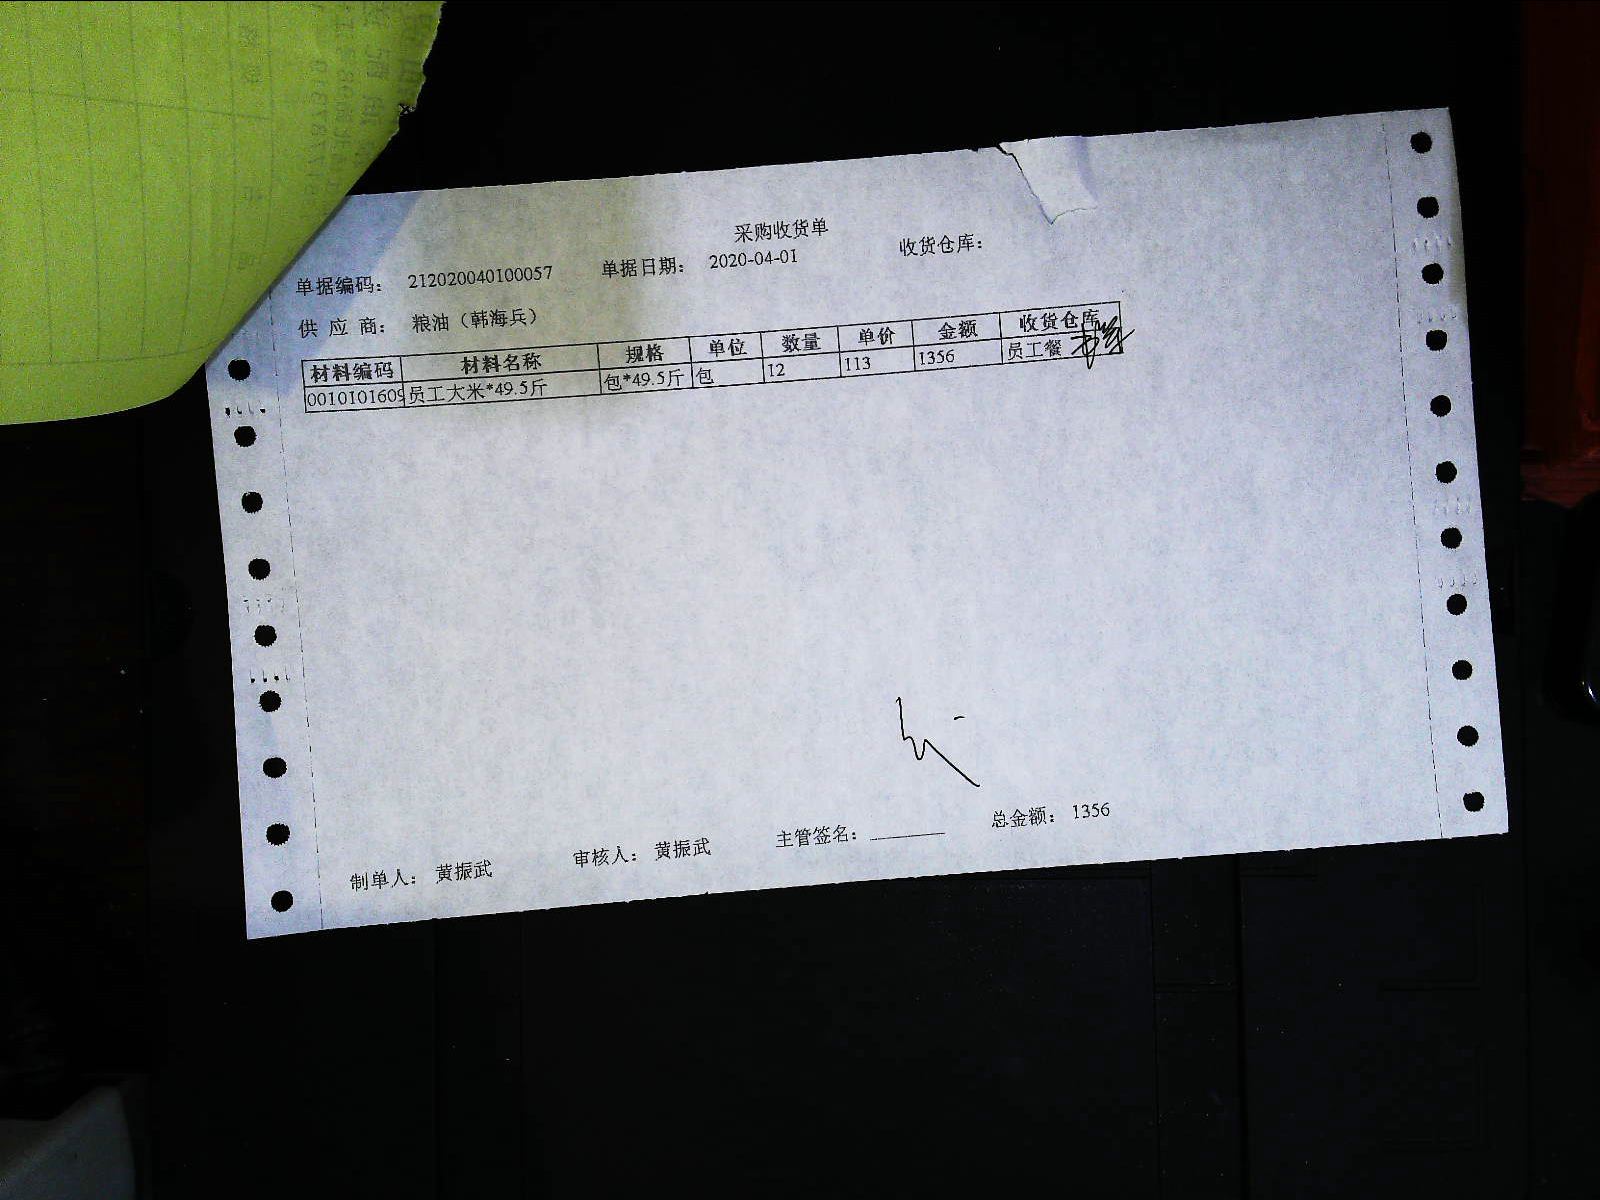 采购收货单
单据编码: 212020040100057 单据日期: 2020-04-01 收货仓库:
供 应 商: 粮油（韩海兵）
材料编码 材料名称 规格 单位 数量 单价 金额 收货仓库
0010101609 员工大米*49.5斤 包*49.5斤 包 12 113 1356 员工餐
总金额: 1356
制单人: 黄振武 审核人: 黄振武 主管签名: